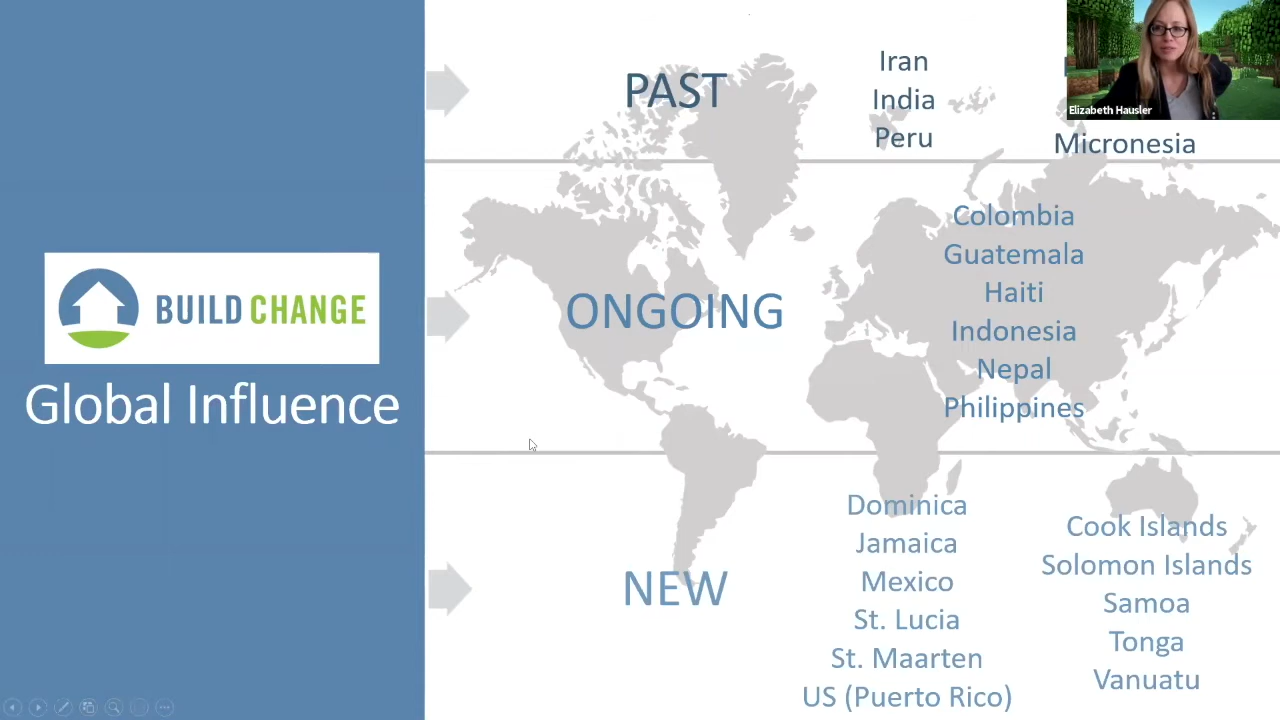 PAST
Iran
India
Peru
Elizabeth Hausler
Micronesia
BUILD CHANGE
Global Influence
ONGOING
Colombia
Guatemala
Haiti
Indonesia
Nepal
Philippines
NEW
Dominica
Jamaica
Mexico
St. Lucia
St. Maarten
US (Puerto Rico)
Cook Islands
Solomon Islands
Samoa
Tonga
Vanuatu